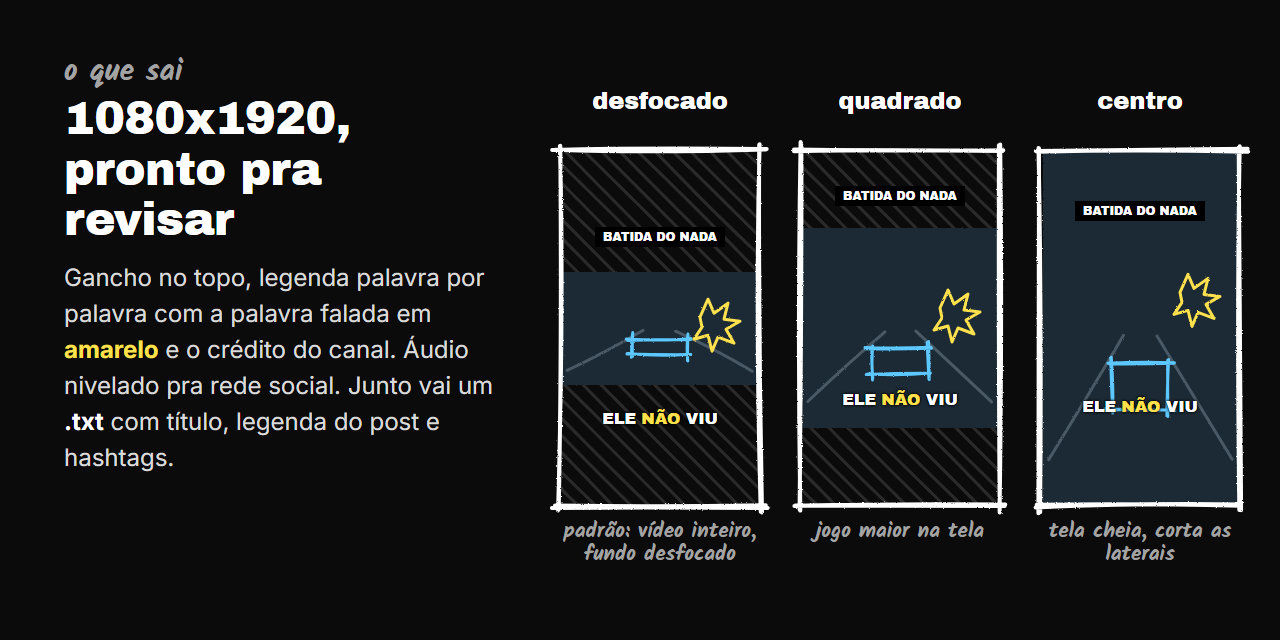 o que sai
1080x1920,
pronto pra
revisar
Gancho no topo, legenda palavra por
palavra com a palavra falada em
amarelo e o crédito do canal. Áudio
nivelado pra rede social. Junto vai um
.txt com título, legenda do post e
hashtags.
desfocado
BATIDA DO NADA
ELE NÃO VIU
padrão: vídeo inteiro,
fundo desfocado
quadrado
BATIDA DO NADA
ELE NÃO VIU
jogo maior na tela
centro
BATIDA DO NADA
ELE NÃO VIU
tela cheia, corta as
laterais